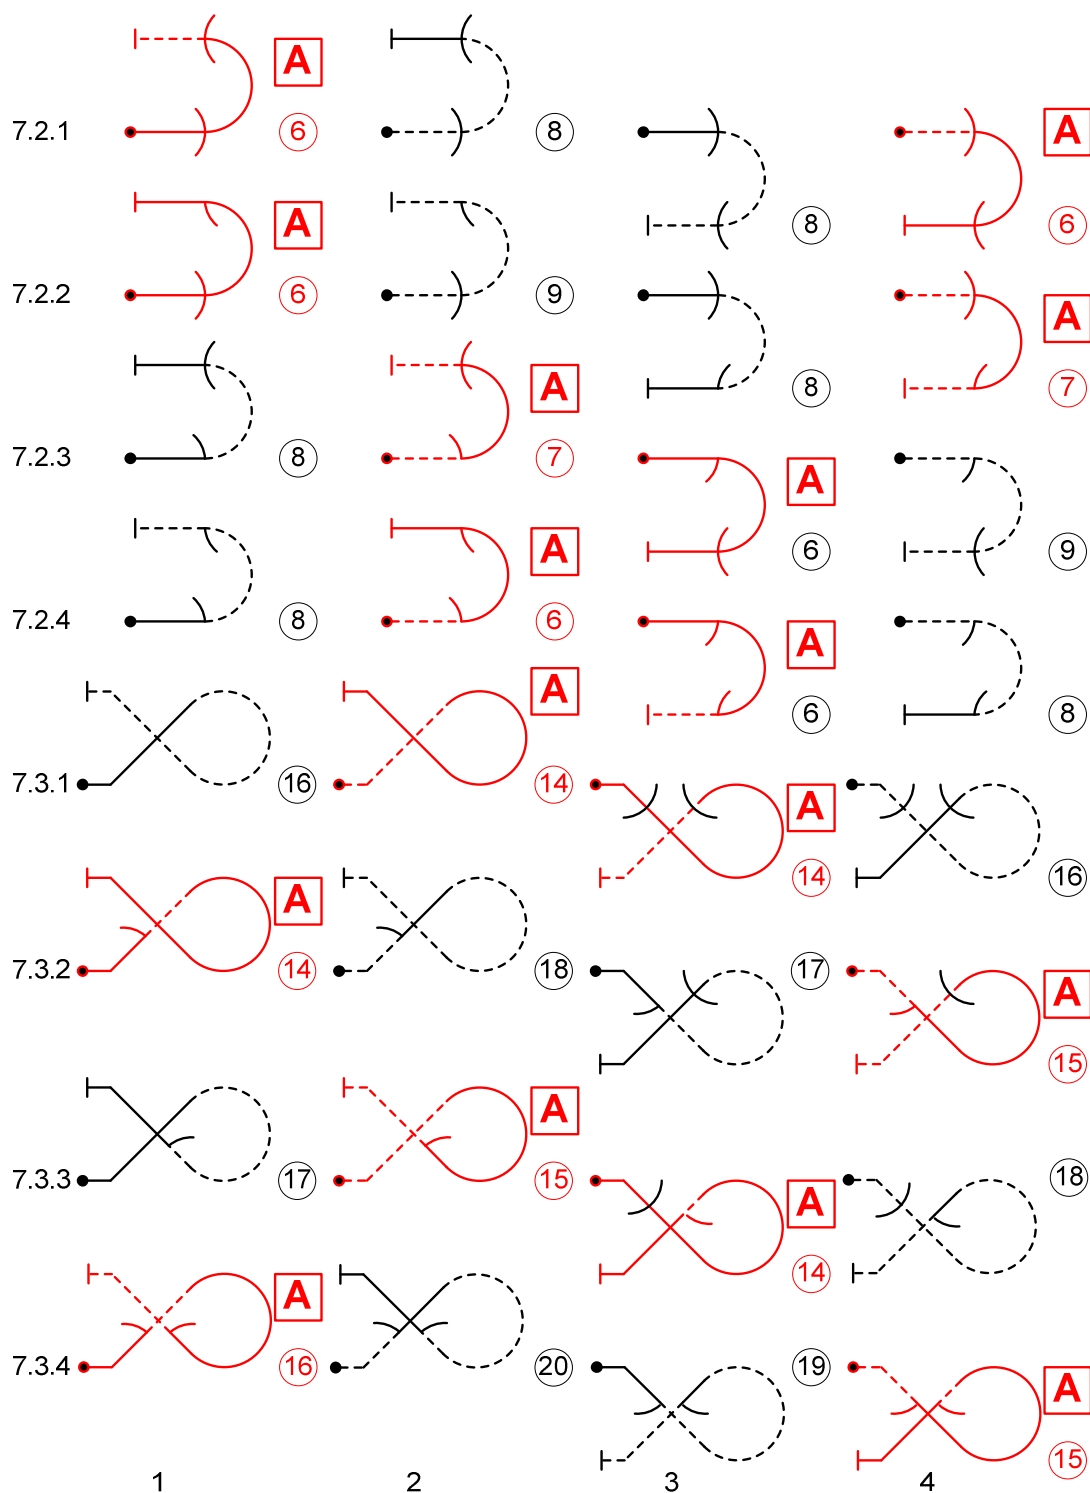 A A
7.2.1 6 8 A
8 6
A
7.2.2 6 9 A
A 8 7
7.2.3 8 7 A
A 6 9
7.2.4 8 6 A
A 6 8
7.3.1 16 14 A
A 14 16
7.3.2 14 18 17 A
A 15
7.3.3 17 15 18
A
A 14
7.3.4 16 20 19 A
15
1 2 3 4